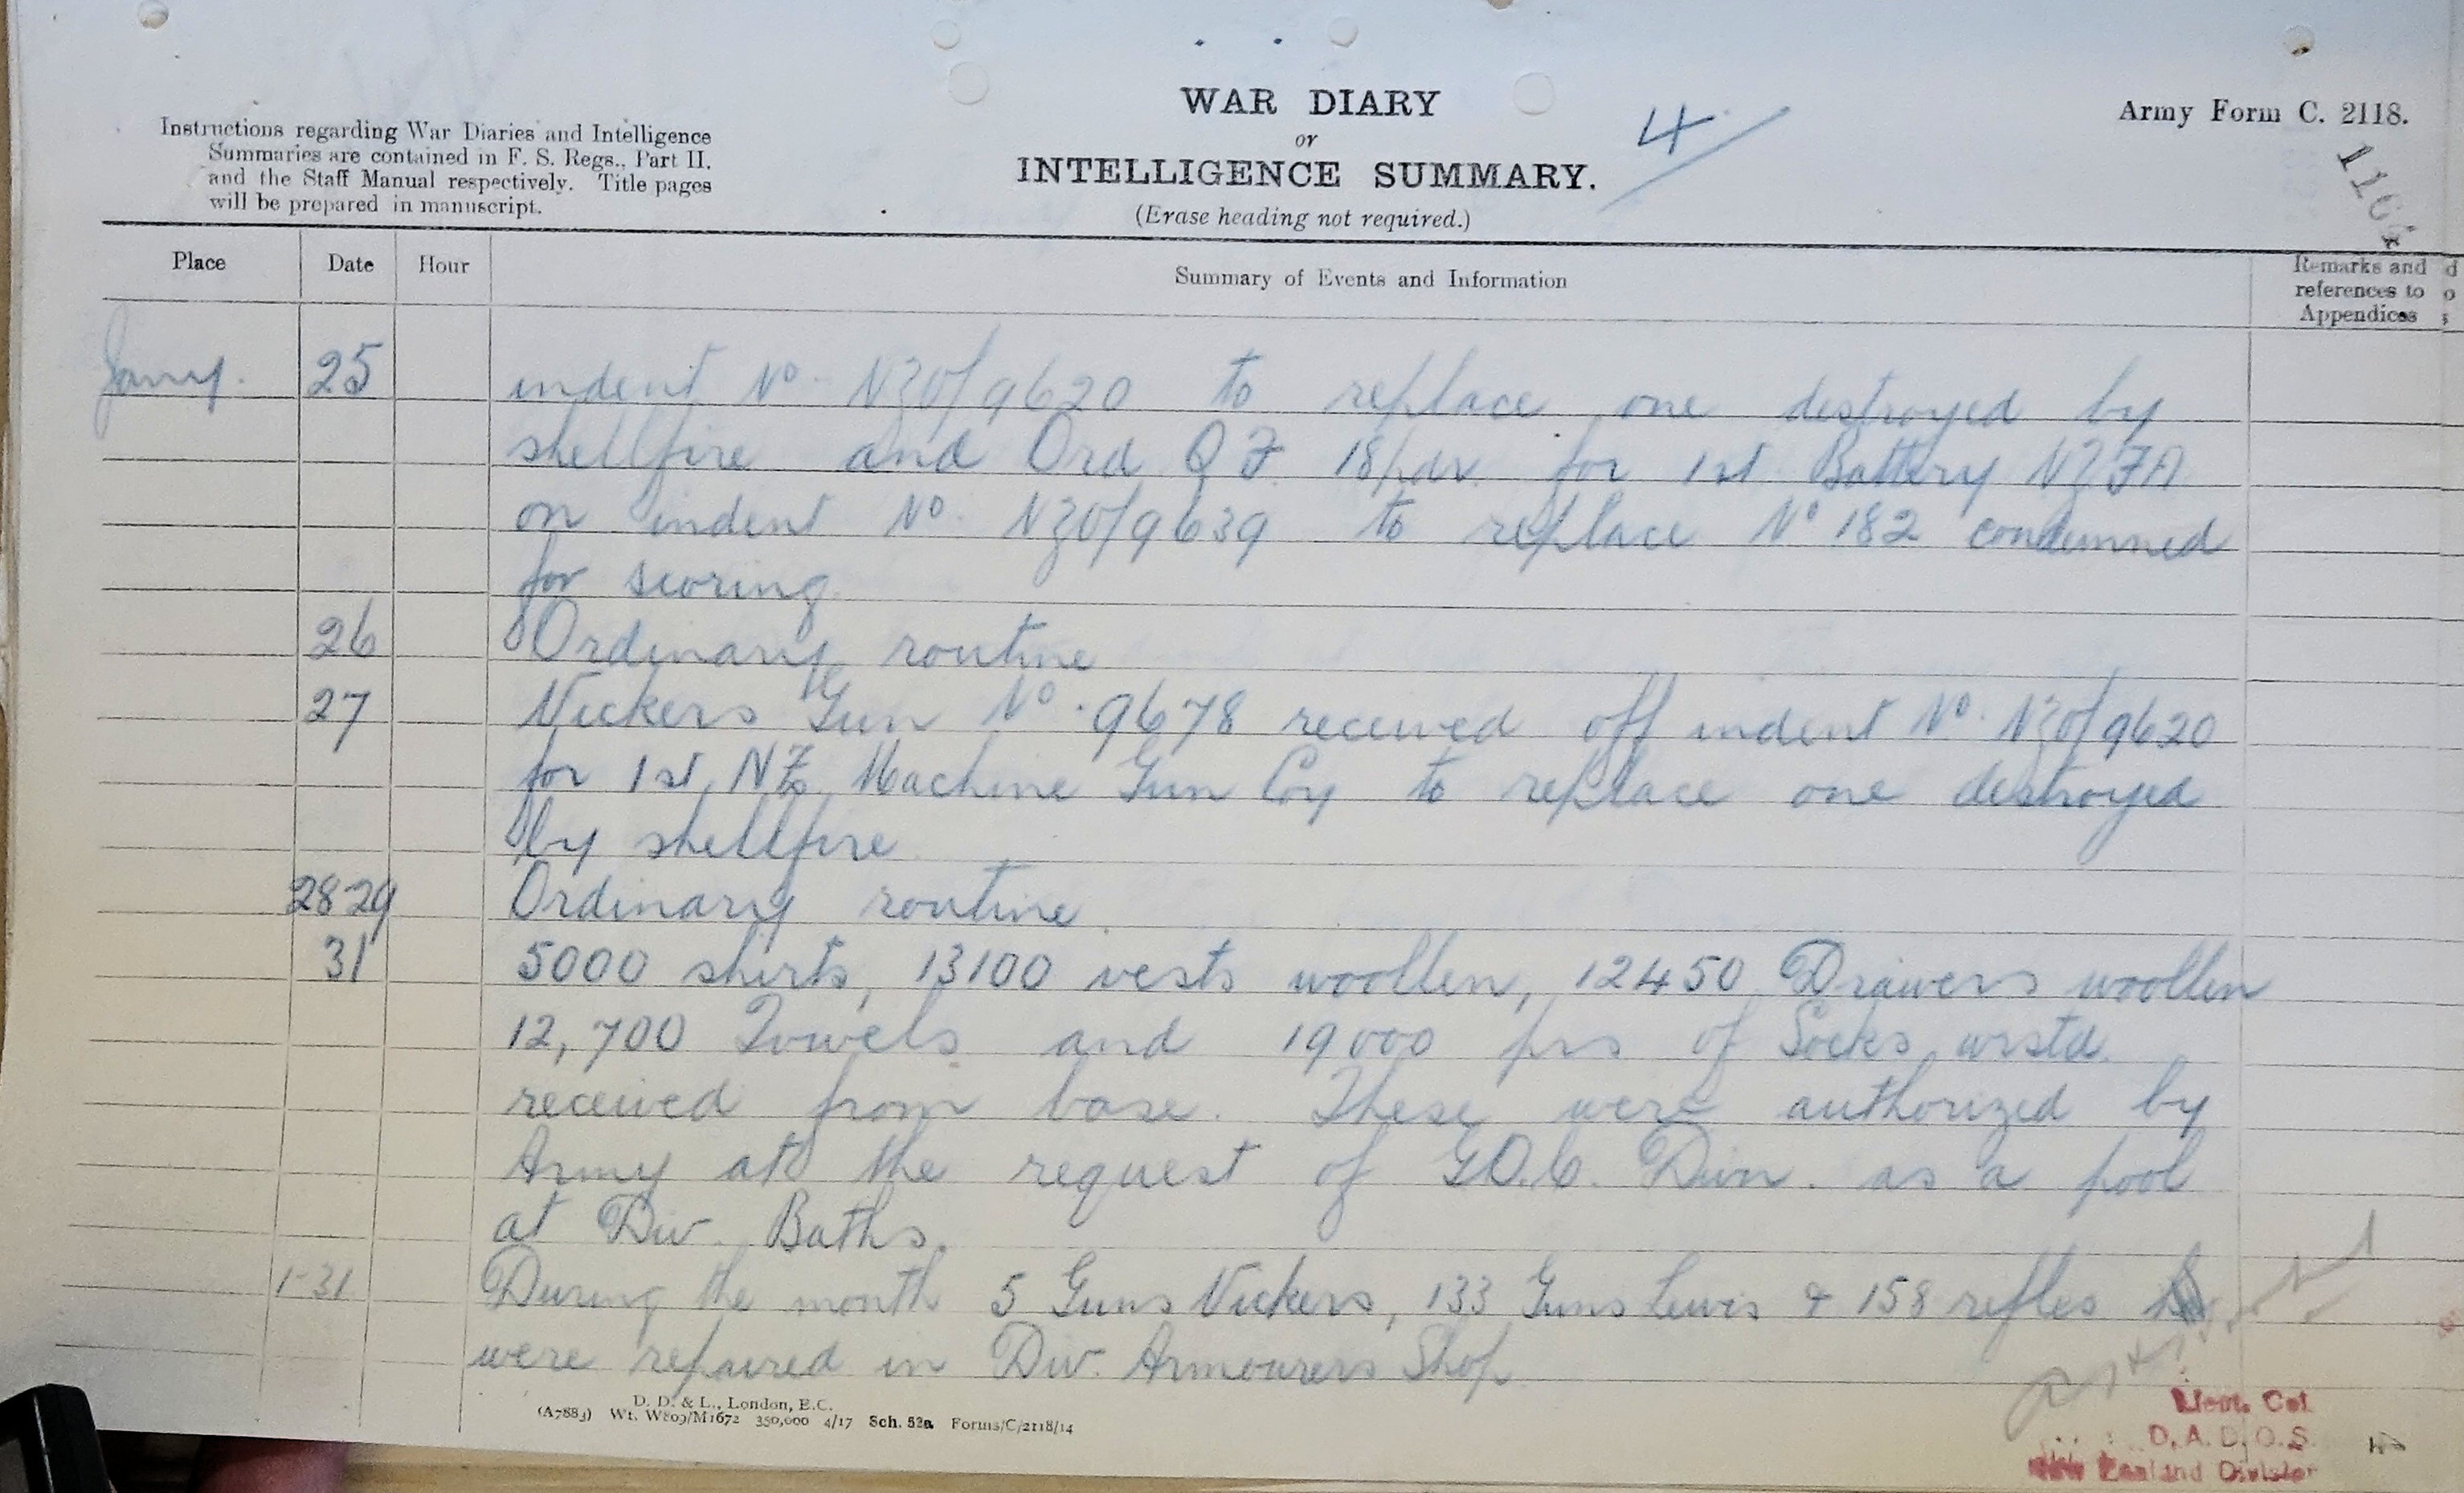 WAR DIARY
or
INTELLIGENCE SUMMARY.
(Erase heading not required.)
4
Army Form C. 2118.
Instructions regarding War Diaries and Intelligence
Summaries are contained in F. S. Regs., Part II.
and the Staff Manual respectively. Title pages
will be prepared in manuscript.
Place Date Hour Summary of Events and Information Remarks and references to Appendices
Jany. 25 indent No. NZO/9620 to replace one destroyed by
shellfire and Ord Q F. 18/pdr. for 1st Battery NZFA
on indent No. NZO/9639 to replace No 182 condemned
for scoring
26 Ordinary routine
27 Vickers Gun No. 9678 received off indent No. NZO/9620
for 1st NZ Machine Gun Coy to replace one destroyed
by shellfire
28 29 Ordinary routine
31 5000 shirts, 13100 vests woollen, 12450 Drawers woollen
12,700 Towels and 19000 prs of Socks wrstd.
received from base. These were authorized by
Army at the request of G.O.C. Divn. as a pool
at Div. Baths.
1-31 During the month 5 Guns Vickers, 133 Guns Lewis & 158 rifles
were repaired in Div. Armourers Shop
Lieut. Col
D. A. D. O. S.
New Zealand Division
D. D. & L., London, E.C.
(A7883) Wt. W809/M1672 350,000 4/17 Sch. 52a Forms/C/2118/14